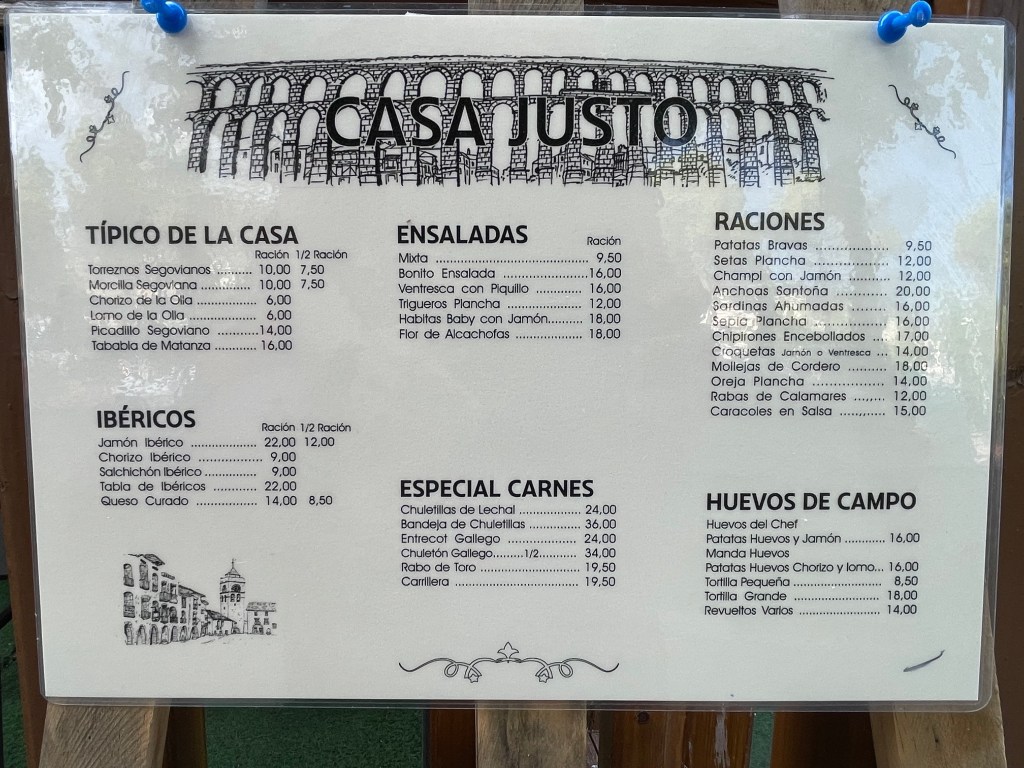 CASA JUSTO
TÍPICO DE LA CASA
Ración 1/2 Ración
Torreznos Segovianos .......... 10,00 7,50
Morcilla Segoviana ............. 10,00 7,50
Chorizo de la Olla ............... 6,00
Lomo de la Olla .................. 6,00
Picadillo Segoviano ...........14,00
Tababla de Matanza ............ 16,00
IBÉRICOS
Ración 1/2 Ración
Jamón Ibérico ................... 22,00 12,00
Chorizo Ibérico .................. 9,00
Salchichón Ibérico............... 9,00
Tabla de Ibéricos ............ 22,00
Queso Curado ................. 14,00 8,50
ENSALADAS
Ración
Mixta .......................................... 9,50
Bonito Ensalada .............................16,00
Ventresca con Piquillo ............... 16,00
Trigueros Plancha ...................... 12,00
Habitas Baby con Jamón.......... 18,00
Flor de Alcachofas ................... 18,00
ESPECIAL CARNES
Chuletillas de Lechal ................... 24,00
Bandeja de Chuletillas ............... 36,00
Entrecot Gallego ...................... 24,00
Chuletón Gallego.........1/2.......... 34,00
Rabo de Toro ............................ 19,50
Carrillera ................................... 19,50
RACIONES
Patatas Bravas ................... 9,50
Setas Plancha .................... 12,00
Champi con Jamón ............. 12,00
Anchoas Santoña ................ 20,00
Sardinas Ahumadas ............ 16,00
Sepia Plancha .................... 16,00
Chipirones Encebollados .... 17,00
Croquetas Jamón o Ventresca ... 14,00
Mollejas de Cordero .......... 18,00
Oreja Plancha ................... 14,00
Rabas de Calamares ........ 12,00
Caracoles en Salsa ............ 15,00
HUEVOS DE CAMPO
Huevos del Chef
Patatas Huevos y Jamón ............ 16,00
Manda Huevos
Patatas Huevos Chorizo y lomo... 16,00
Tortilla Pequeña ........................... 8,50
Tortilla Grande .......................... 18,00
Revueltos Varios ......................... 14,00